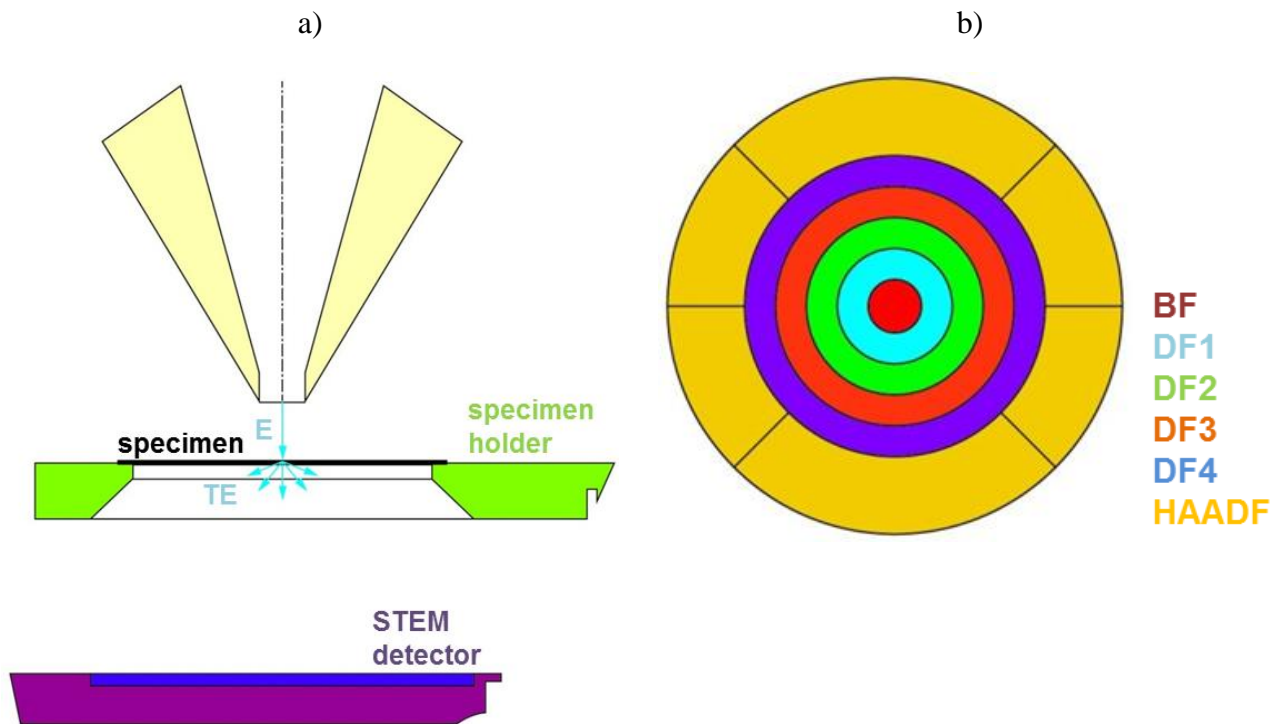 a)
b)
E
specimen
specimen
holder
TE
STEM
detector
BF
DF1
DF2
DF3
DF4
HAADF